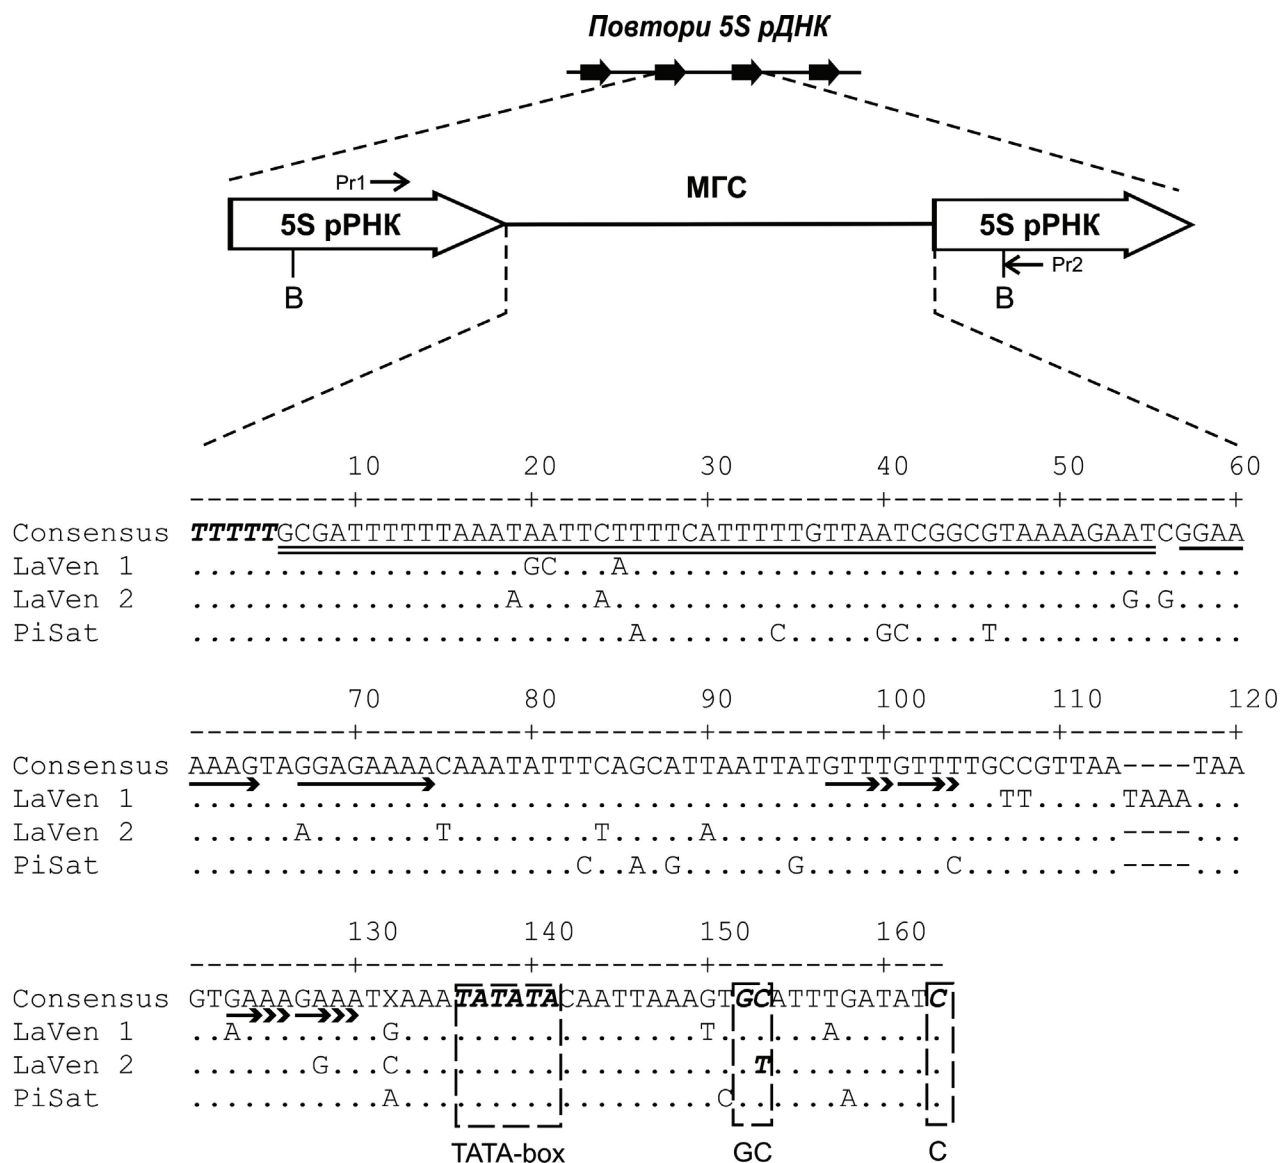 Повтори 5S рДНК
Pr1
МГС
5S рРНК
5S рРНК
Pr2
B
B
10 20 30 40 50 60
---------+---------+---------+---------+---------+---------+
Consensus TTTTTGCGATTTTTTAAATAATTCTTTTCATTTTTGTTAATCGGCGTAAAAGAATCGGAA
LaVen 1 ...................GC...A...................................
LaVen 2 ..................A....A.............................G.G....
PiSat .........................A.......C.....GC....T..............
70 80 90 100 110 120
---------+---------+---------+---------+---------+---------+
Consensus AAAGTAGGAGAAAACAAATATTTCAGCATTAATTATGTTTGTTTTGCCGTTAA----TAA
LaVen 1 ..............................................TT.....TAAA...
LaVen 2 ......A.......T........T.....A.......................----...
PiSat ......................C..A.G......G........C.........----...
130 140 150 160
---------+---------+---------+---------+---
Consensus GTGAAAGAAATXAAATATATACAATTAAAGTGCATTTGATATC
LaVen 1 ..A........G.................T......A......
LaVen 2 .......G...C....................T..........
PiSat ...........A..................C......G.....
TATA-box GC C